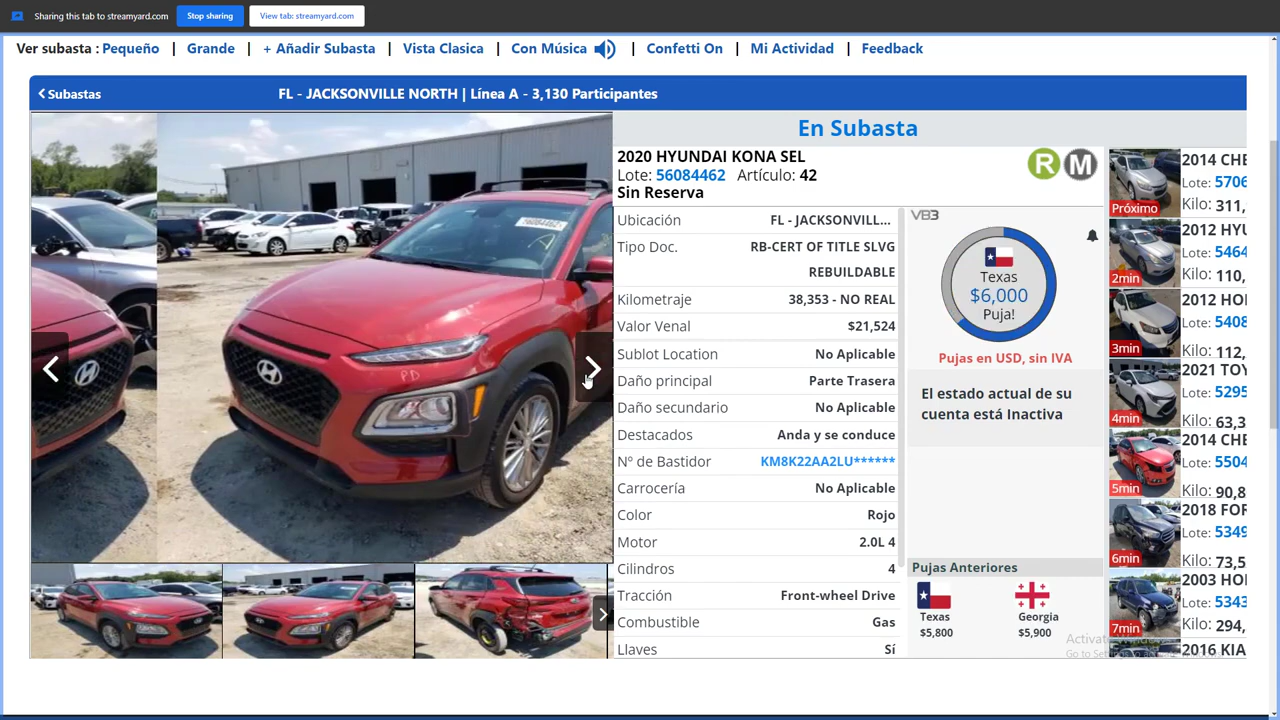 Sharing this tab to streamyard.com Stop sharing View tab: streamyard.com
Ver subasta : Pequeño | Grande | + Añadir Subasta | Vista Clasica | Con Música | Confetti On | Mi Actividad | Feedback
Subastas FL - JACKSONVILLE NORTH | Línea A - 3,130 Participantes
En Subasta
2020 HYUNDAI KONA SEL
Lote: 56084462 Artículo: 42
Sin Reserva
R M
Ubicación FL - JACKSONVILL...
Tipo Doc. RB-CERT OF TITLE SLVG
REBUILDABLE
Kilometraje 38,353 - NO REAL
Valor Venal $21,524
Sublot Location No Aplicable
Daño principal Parte Trasera
Daño secundario No Aplicable
Destacados Anda y se conduce
Nº de Bastidor KM8K22AA2LU******
Carrocería No Aplicable
Color Rojo
Motor 2.0L 4
Cilindros 4
Tracción Front-wheel Drive
Combustible Gas
Llaves Sí
VB3
Texas
$6,000
Puja!
Pujas en USD, sin IVA
El estado actual de su
cuenta está Inactiva
Pujas Anteriores
Texas
$5,800
Georgia
$5,900
2014 CHE
Lote: 5706
Próximo Kilo: 311,
2012 HYU
Lote: 5464
2min Kilo: 110,
2012 HO
Lote: 5408
3min Kilo: 112,
2021 TOY
Lote: 5295
4min Kilo: 63,3
2014 CHE
Lote: 5504
5min Kilo: 90,8
2018 FOR
Lote: 5349
6min Kilo: 73,5
2003 HO
Lote: 5343
7min Kilo: 294,
2016 KIA
56084462
PD
Activate Windows